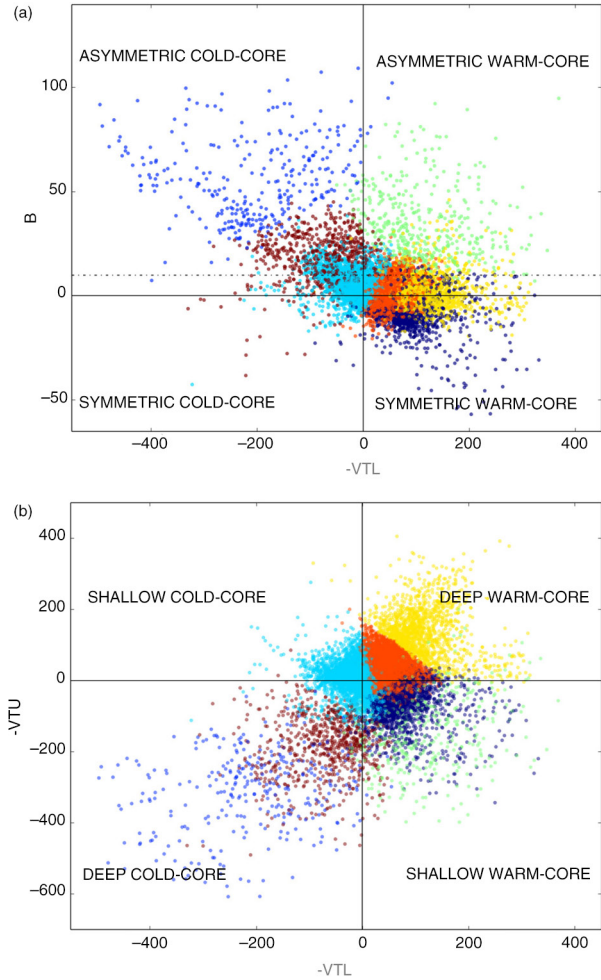 (a)
ASYMMETRIC COLD-CORE
ASYMMETRIC WARM-CORE
100
50
B
0
−50
SYMMETRIC COLD-CORE
SYMMETRIC WARM-CORE
−400
−200
0
200
400
-VTL
(b)
400
SHALLOW COLD-CORE
DEEP WARM-CORE
200
0
-VTU
−200
−400
DEEP COLD-CORE
SHALLOW WARM-CORE
−600
−400
−200
0
200
400
-VTL